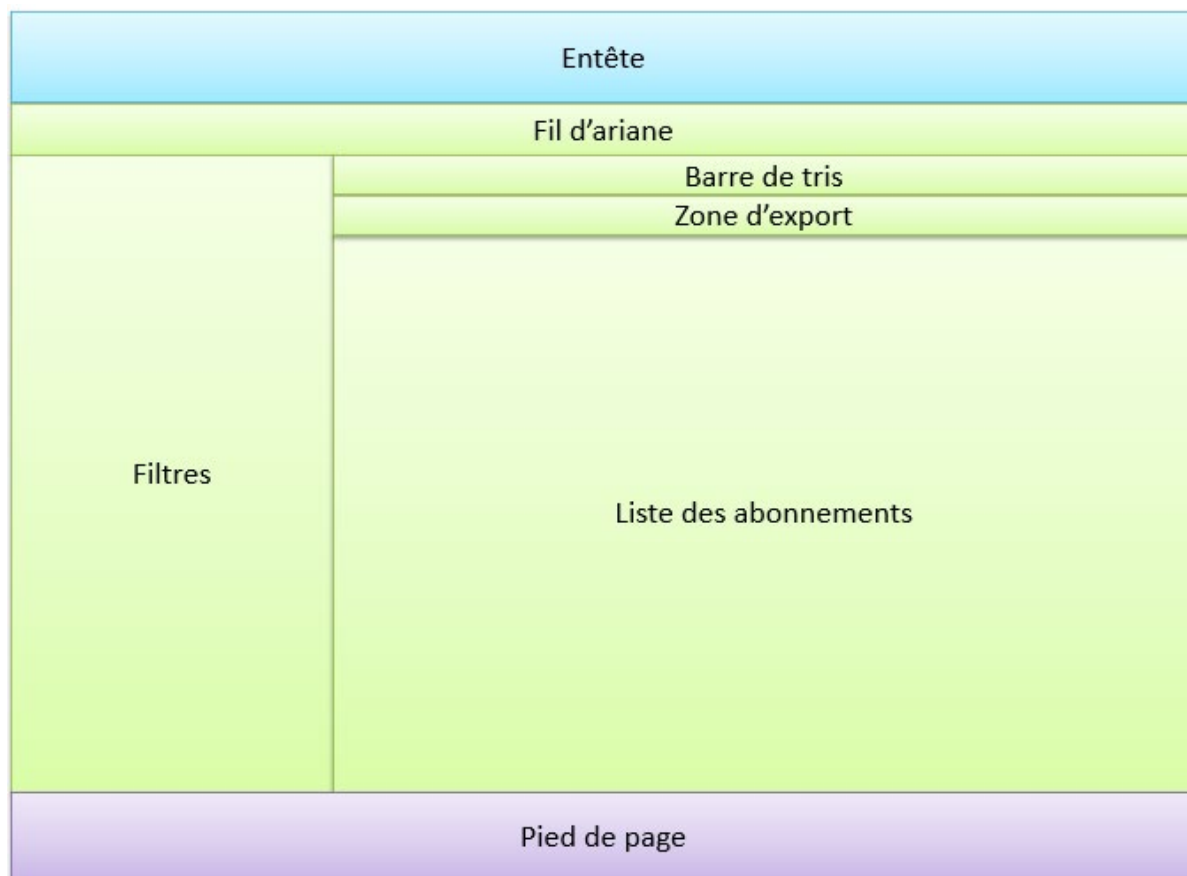 Entête
Fil d’ariane
Barre de tris
Zone d’export
Filtres
Liste des abonnements
Pied de page